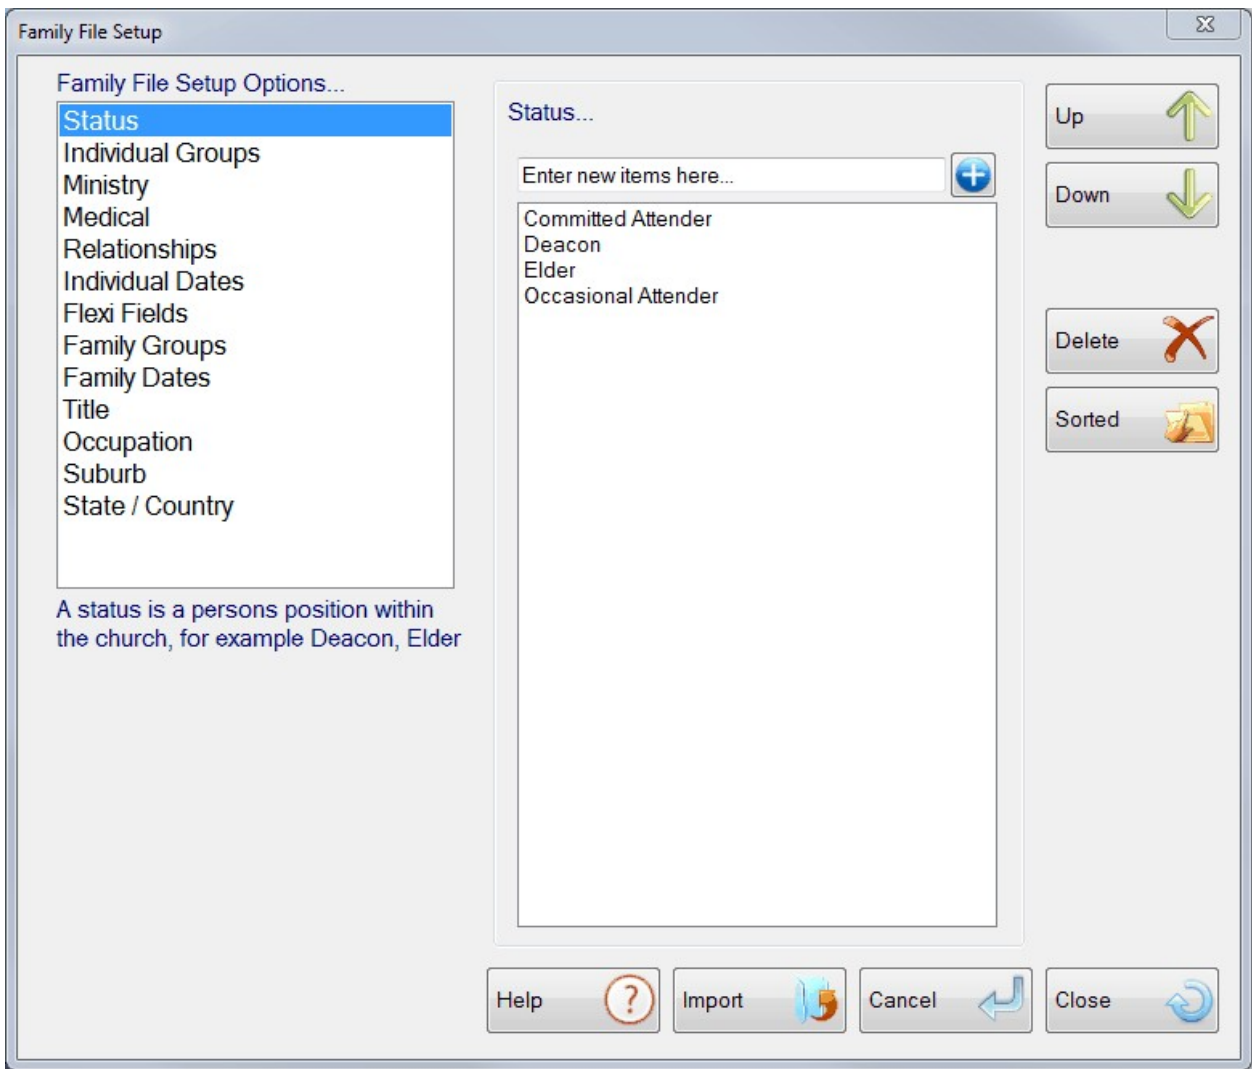 Family File Setup
Family File Setup Options...
Status
Individual Groups
Ministry
Medical
Relationships
Individual Dates
Flexi Fields
Family Groups
Family Dates
Title
Occupation
Suburb
State / Country
A status is a persons position within
the church, for example Deacon, Elder
Status...
Enter new items here...
Committed Attender
Deacon
Elder
Occasional Attender
Up
Down
Delete
Sorted
Help
Import
Cancel
Close